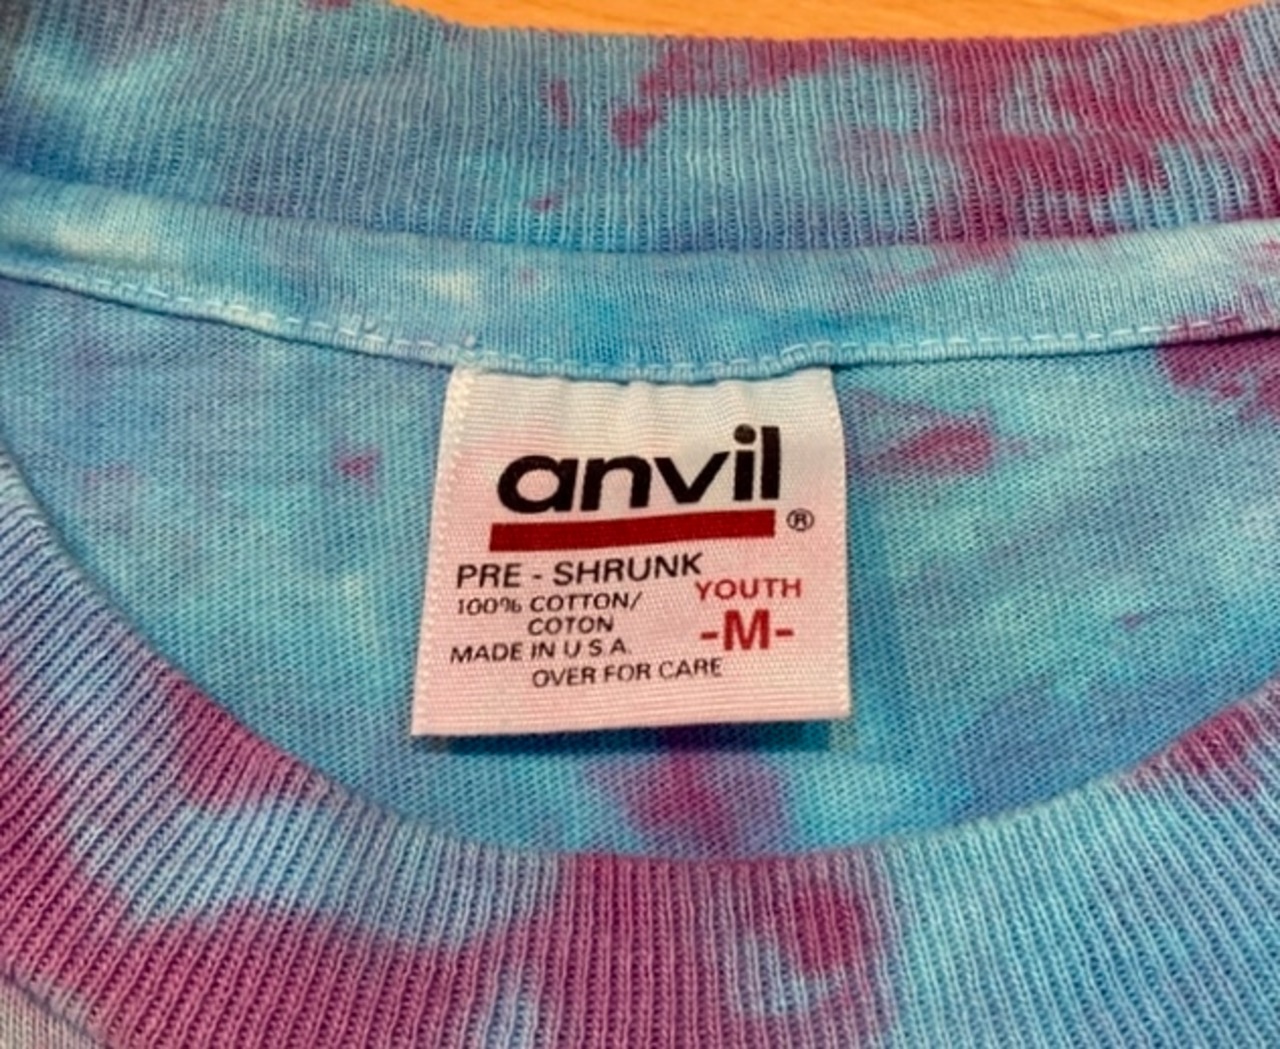 anvil®
PRE - SHRUNK
100% COTTON/
COTON
YOUTH
-M-
MADE IN U S A.
OVER FOR CARE